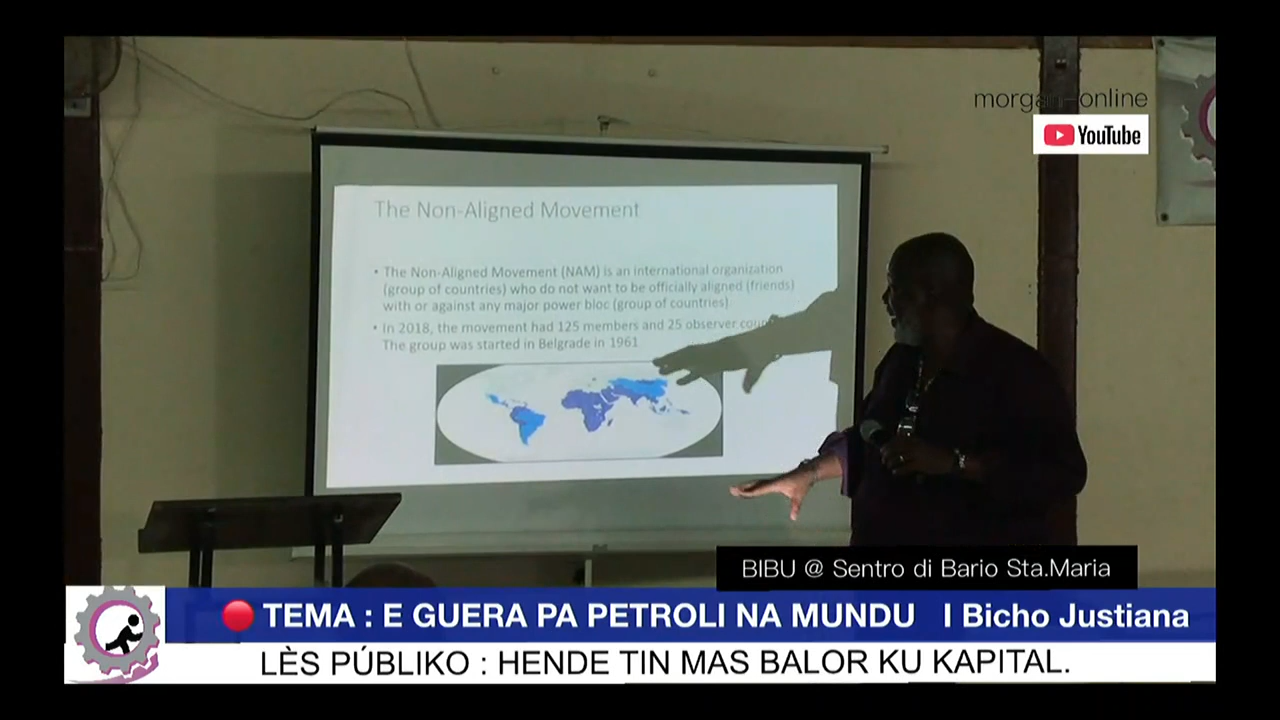 morgan-online
YouTube
The Non-Aligned Movement
• The Non-Aligned Movement (NAM) is an international organization
(group of countries) who do not want to be officially aligned (friends)
with or against any major power bloc (group of countries).
• In 2018, the movement had 125 members and 25 observer
The group was started in Belgrade in 1961
BIBU @ Sentro di Bario Sta.Maria
TEMA : E GUERA PA PETROLI NA MUNDU I Bicho Justiana
LÈS PÚBLIKO : HENDE TIN MAS BALOR KU KAPITAL.